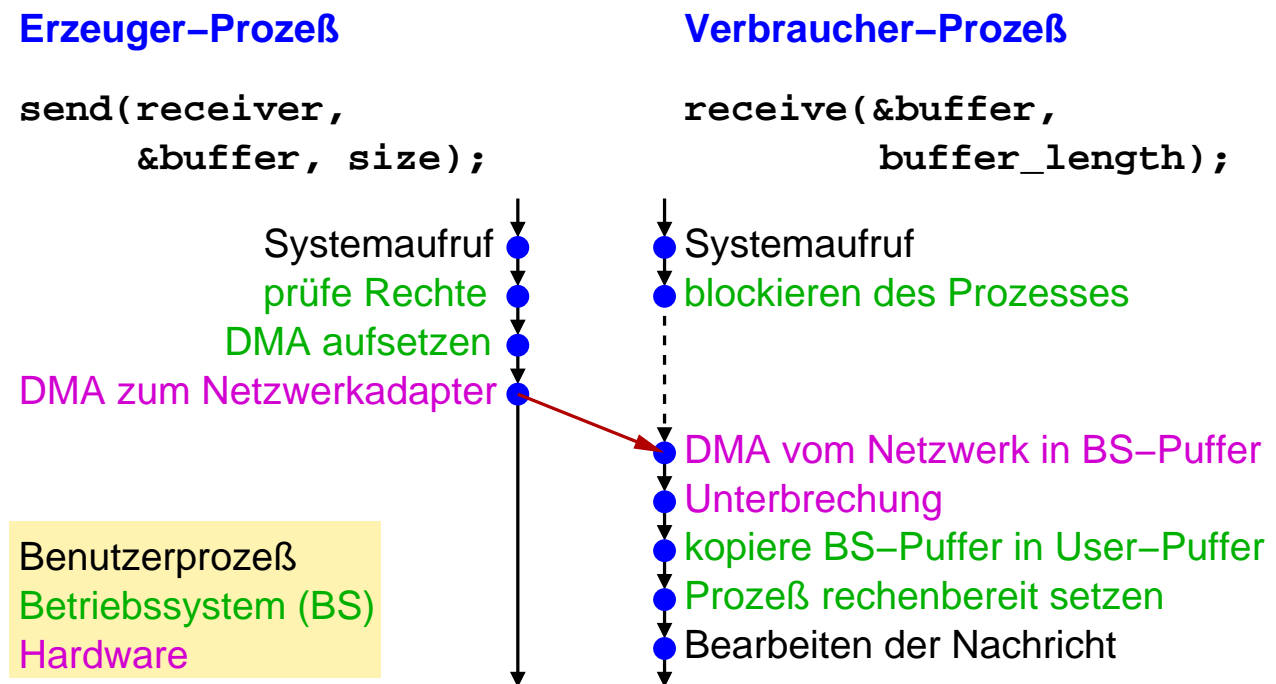 Erzeuger−Prozeß
send(receiver,
&buffer, size);
Systemaufruf
prüfe Rechte
DMA aufsetzen
DMA zum Netzwerkadapter
Benutzerprozeß
Betriebssystem (BS)
Hardware
Verbraucher−Prozeß
receive(&buffer,
buffer_length);
Systemaufruf
blockieren des Prozesses
DMA vom Netzwerk in BS−Puffer
Unterbrechung
kopiere BS−Puffer in User−Puffer
Prozeß rechenbereit setzen
Bearbeiten der Nachricht